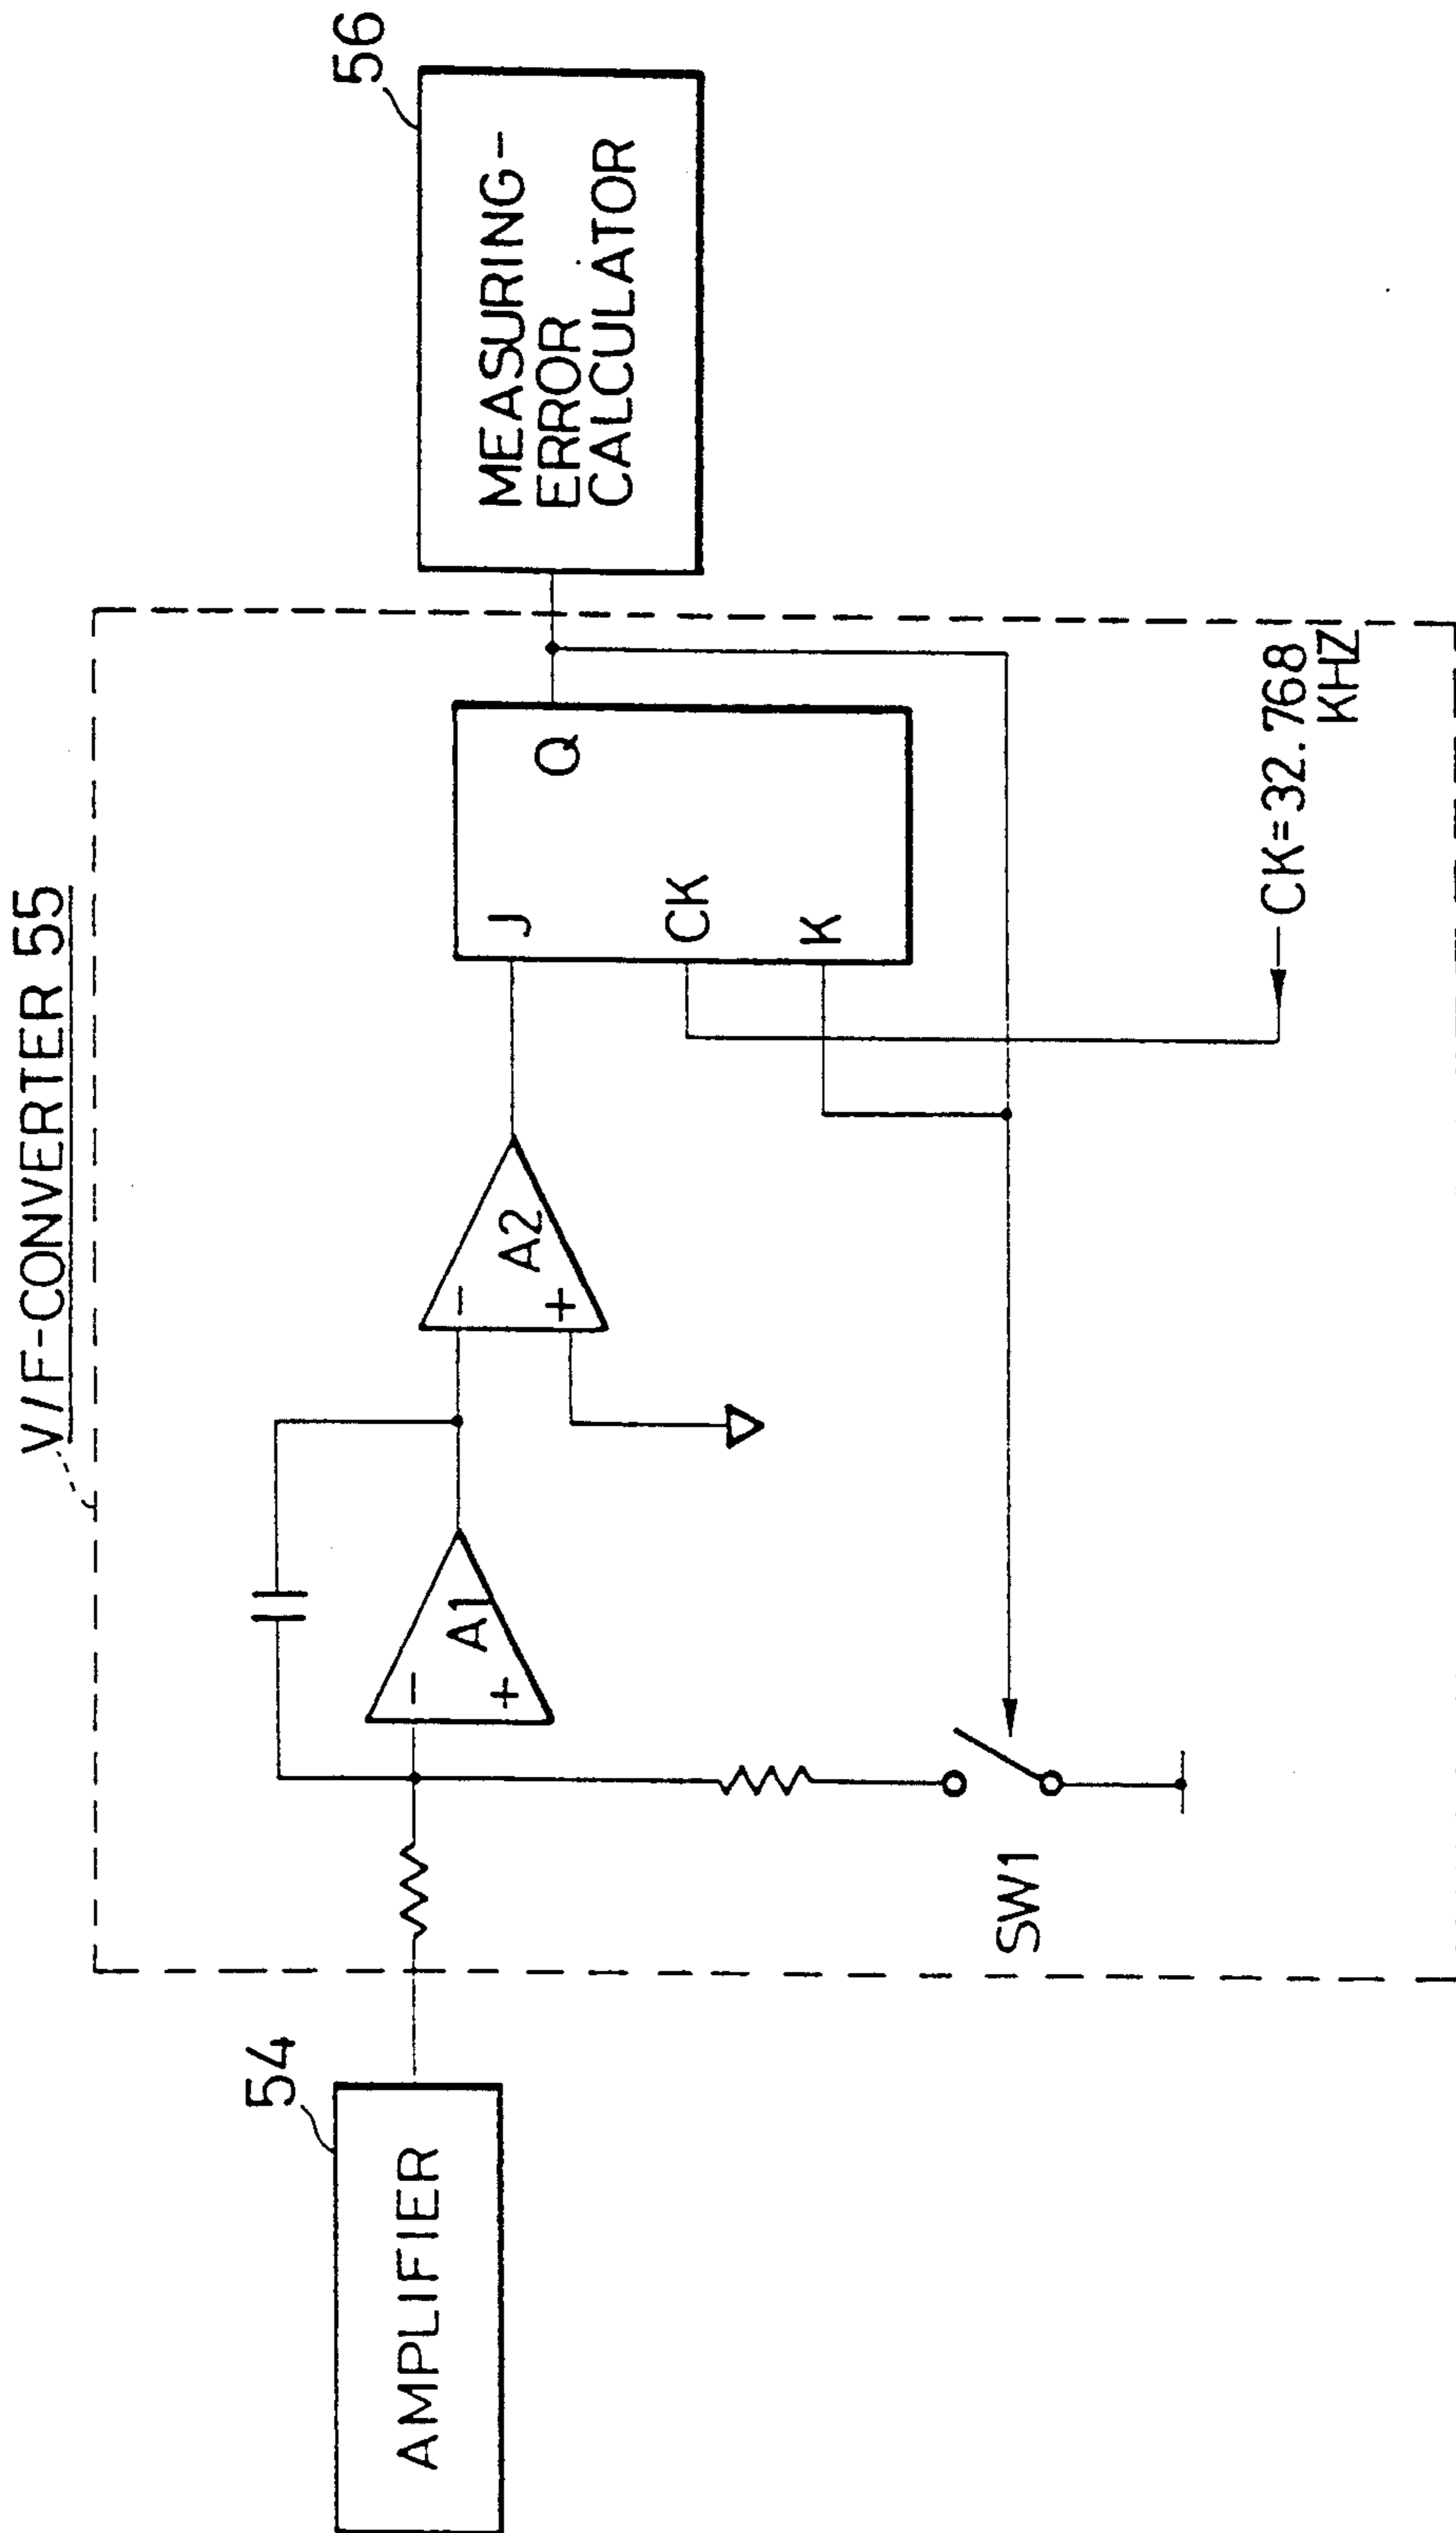 V/F-CONVERTER 55
54
AMPLIFIER
SW1
−
+
A1
−
+
A2
J
CK
K
Q
CK=32.768
KHZ
56
MEASURING-
ERROR
CALCULATOR